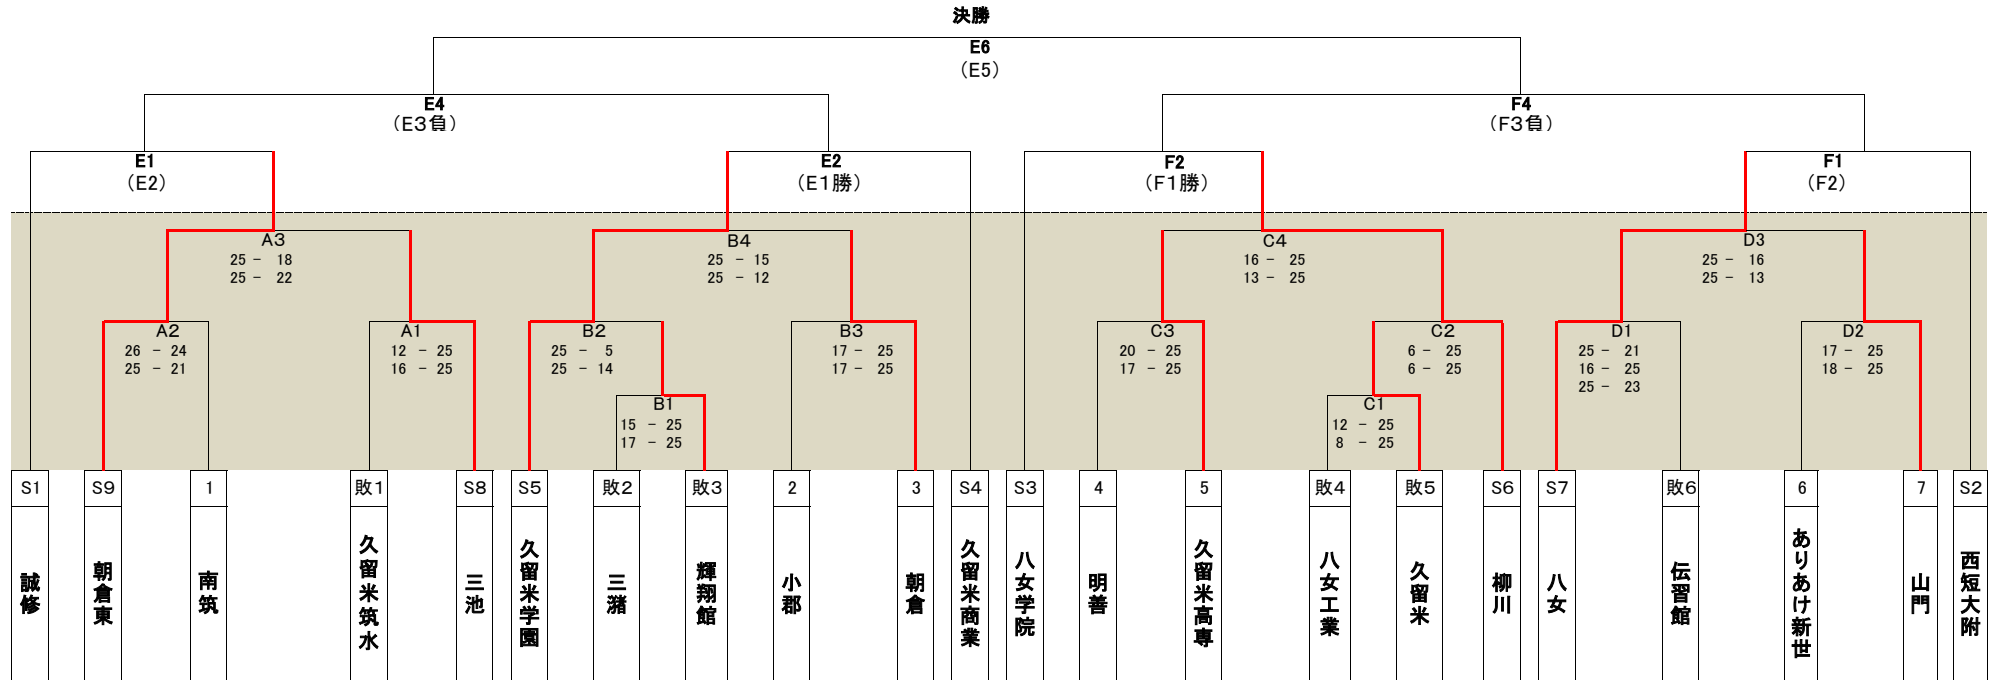 決勝
E6
（E5）
E4
（E3負）
F4
（F3負）
E1
（E2）
E2
（E1勝）
F2
（F1勝）
F1
（F2）
A3
25 － 18
25 － 22
B4
25 － 15
25 － 12
C4
16 － 25
13 － 25
D3
25 － 16
25 － 13
A2
26 － 24
25 － 21
A1
12 － 25
16 － 25
B2
25 － 5
25 － 14
B3
17 － 25
17 － 25
C3
20 － 25
17 － 25
C2
6 － 25
6 － 25
D1
25 － 21
16 － 25
25 － 23
D2
17 － 25
18 － 25
B1
15 － 25
17 － 25
C1
12 － 25
8 － 25
S1
S9
1
敗1
S8
S5
敗2
敗3
2
3
S4
S3
4
5
敗4
敗5
S6
S7
敗6
6
7
S2
誠修
朝倉東
南筑
久留米筑水
三池
久留米学園
三潴
輝翔館
小郡
朝倉
久留米商業
八女学院
明善
久留米高専
八女工業
久留米
柳川
八女
伝習館
ありあけ新世
山門
西短大附